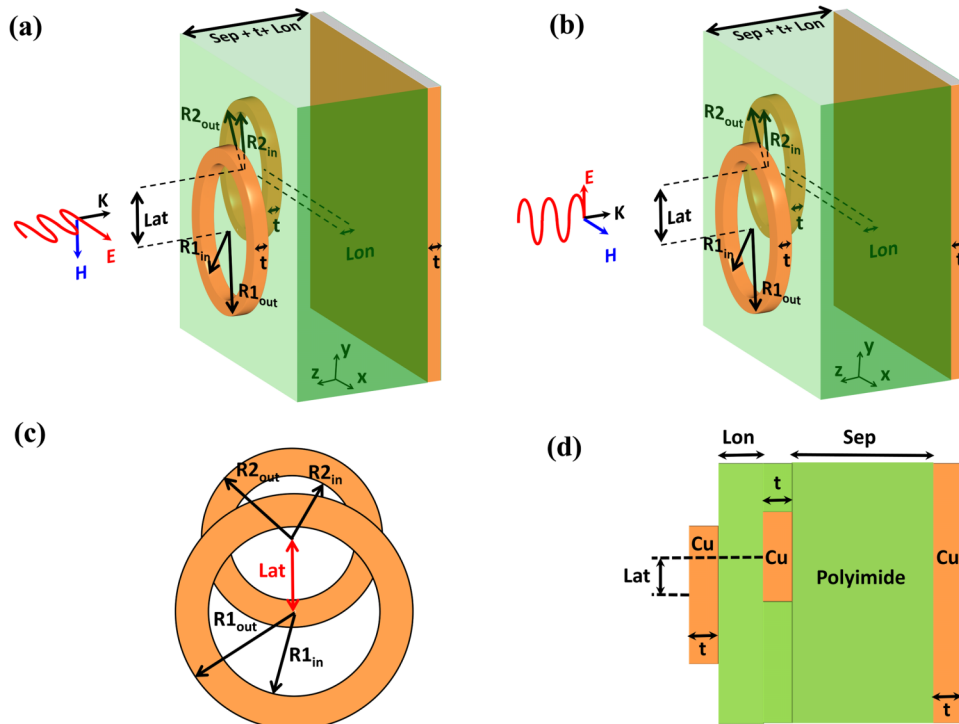 (a)
Sep + t+ Lon
R2out
R2in
K
Lat
E
H
R1in
R1out
t
t
Lon
t
y
z
x
(b)
Sep + t+ Lon
R2out
R2in
E
K
H
Lat
R1in
R1out
t
t
Lon
t
y
z
x
(c)
R2out
R2in
Lat
R1out
R1in
(d)
Lon
Sep
t
Cu
Cu
Polyimide
Cu
Lat
t
t